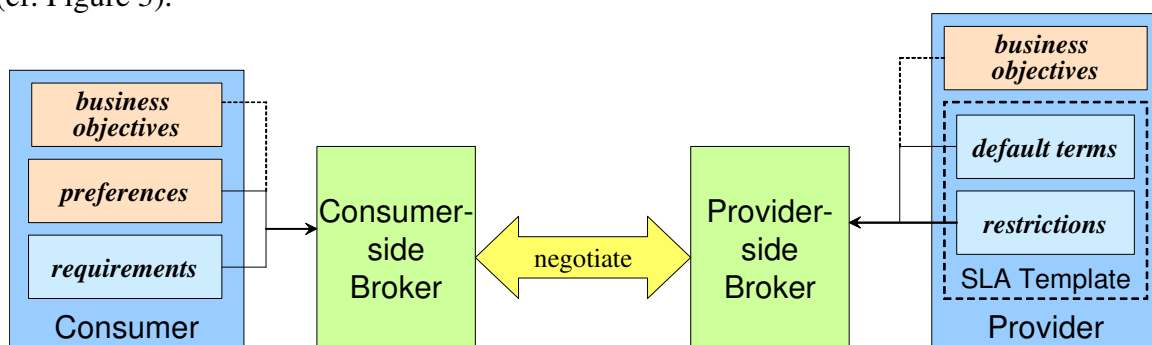 (cf. Figure 3).
business
objectives
preferences
requirements
Consumer
Consumer-
side
Broker
negotiate
Provider-
side
Broker
business
objectives
default terms
restrictions
SLA Template
Provider